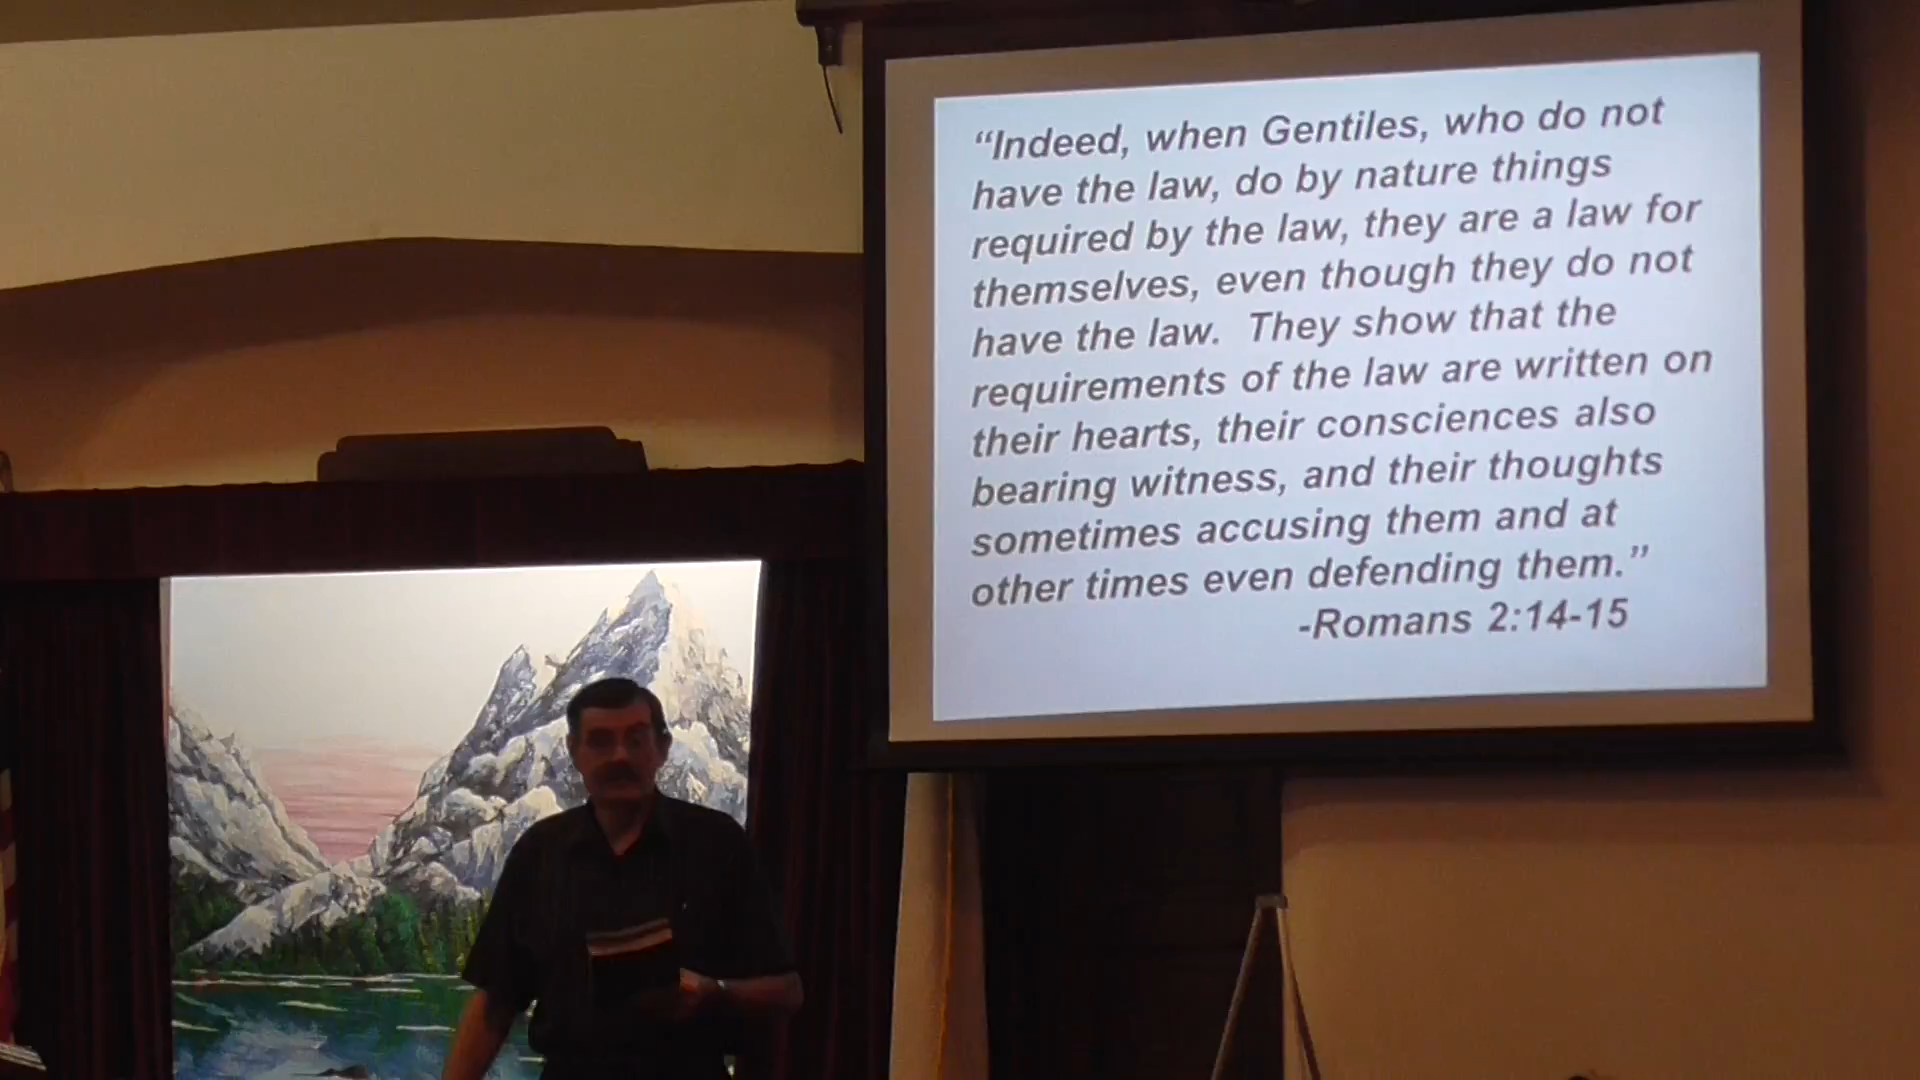 “Indeed, when Gentiles, who do not
have the law, do by nature things
required by the law, they are a law for
themselves, even though they do not
have the law.  They show that the
requirements of the law are written on
their hearts, their consciences also
bearing witness, and their thoughts
sometimes accusing them and at
other times even defending them.”
-Romans 2:14-15